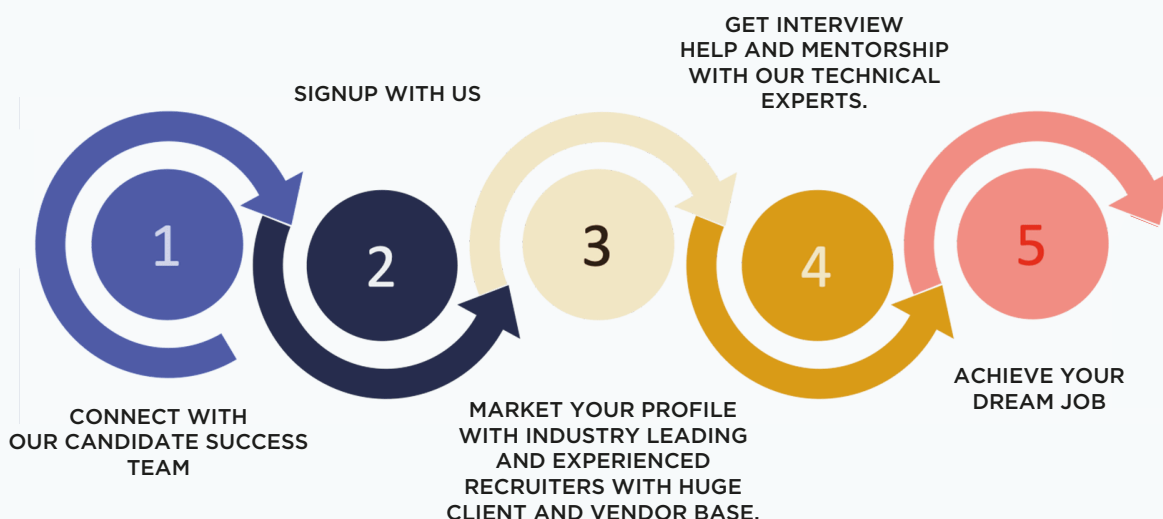 1
CONNECT WITH
OUR CANDIDATE SUCCESS
TEAM
SIGNUP WITH US
2
3
MARKET YOUR PROFILE
WITH INDUSTRY LEADING
AND EXPERIENCED
RECRUITERS WITH HUGE
CLIENT AND VENDOR BASE.
GET INTERVIEW
HELP AND MENTORSHIP
WITH OUR TECHNICAL
EXPERTS.
4
5
ACHIEVE YOUR
DREAM JOB